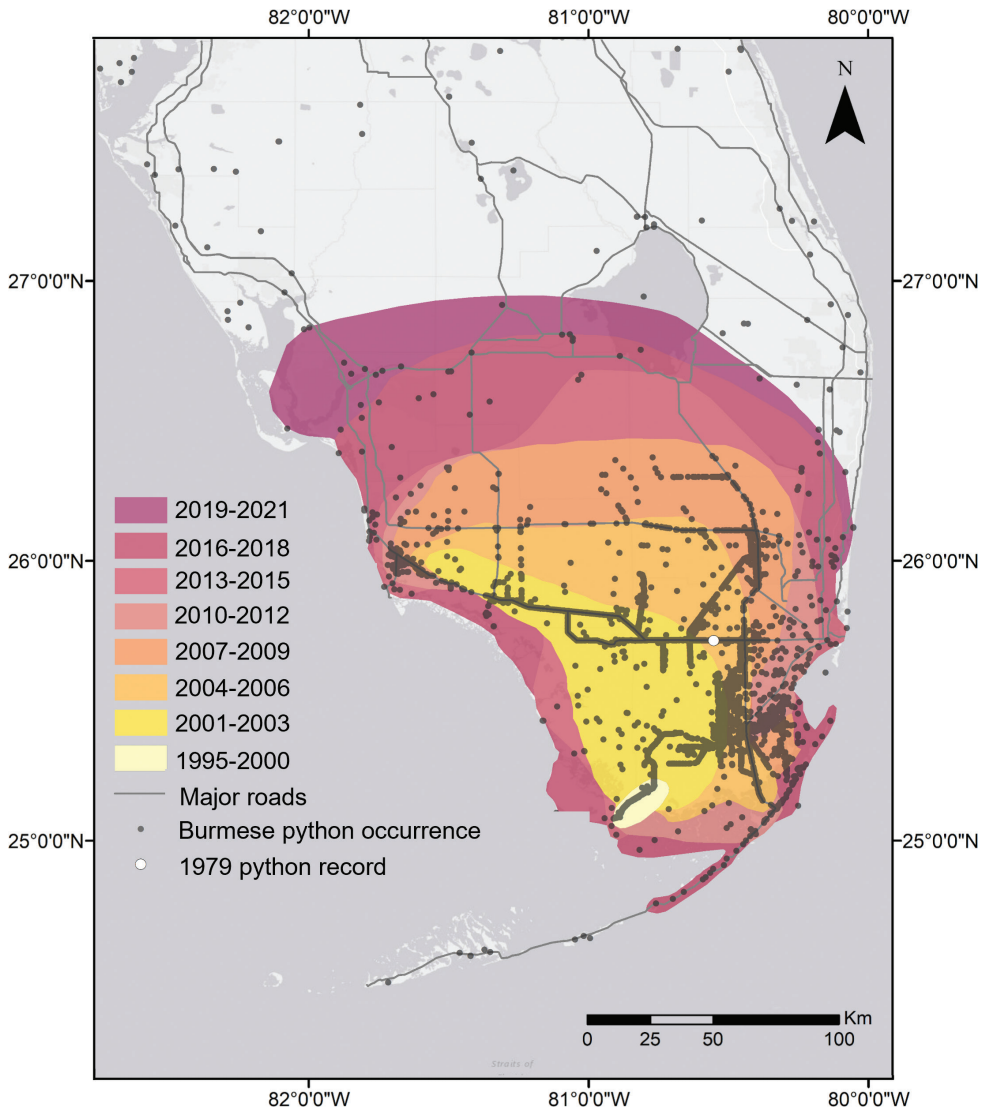 82°0'0"W 81°0'0"W 80°0'0"W
N
27°0'0"N 27°0'0"N
2019-2021
2016-2018
26°0'0"N 26°0'0"N
2013-2015
2010-2012
2007-2009
2004-2006
2001-2003
1995-2000
Major roads
Burmese python occurrence
25°0'0"N 25°0'0"N
1979 python record
Km
0 25 50 100
Straits of
82°0'0"W 81°0'0"W 80°0'0"W